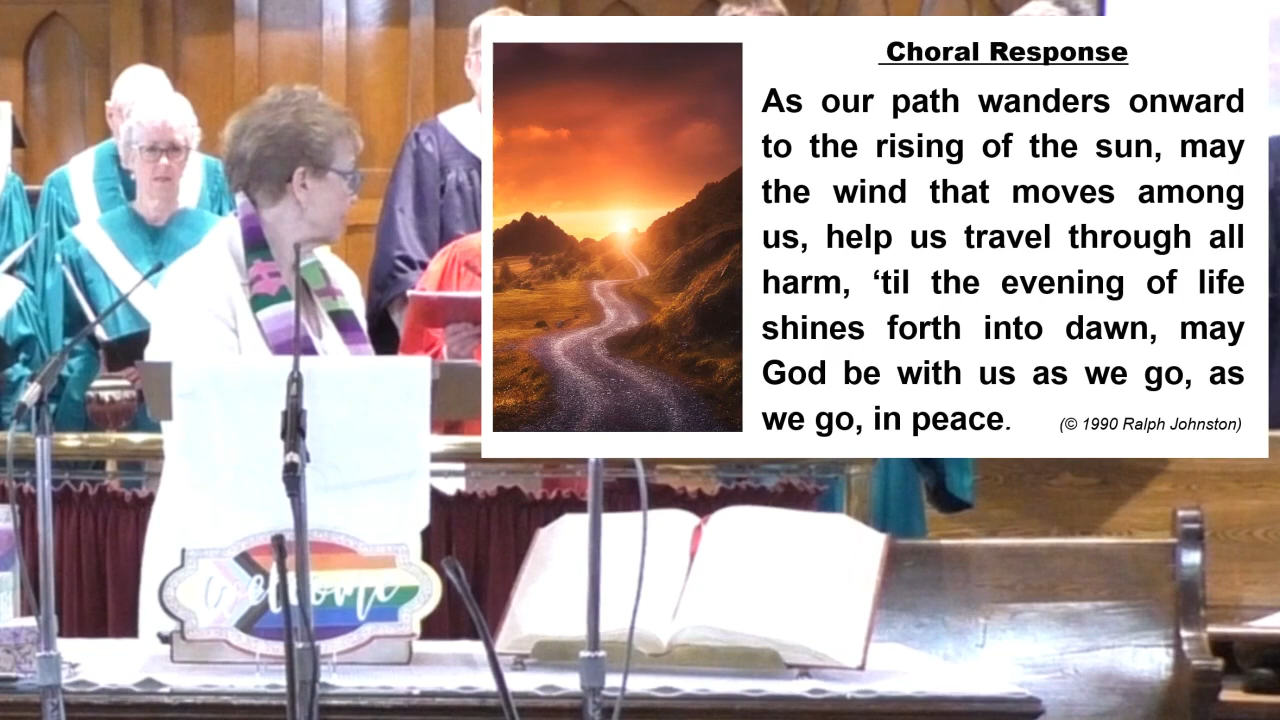 Choral Response
As our path wanders onward
to the rising of the sun, may
the wind that moves among
us, help us travel through all
harm, ‘til the evening of life
shines forth into dawn, may
God be with us as we go, as
we go, in peace. (© 1990 Ralph Johnston)
welcome